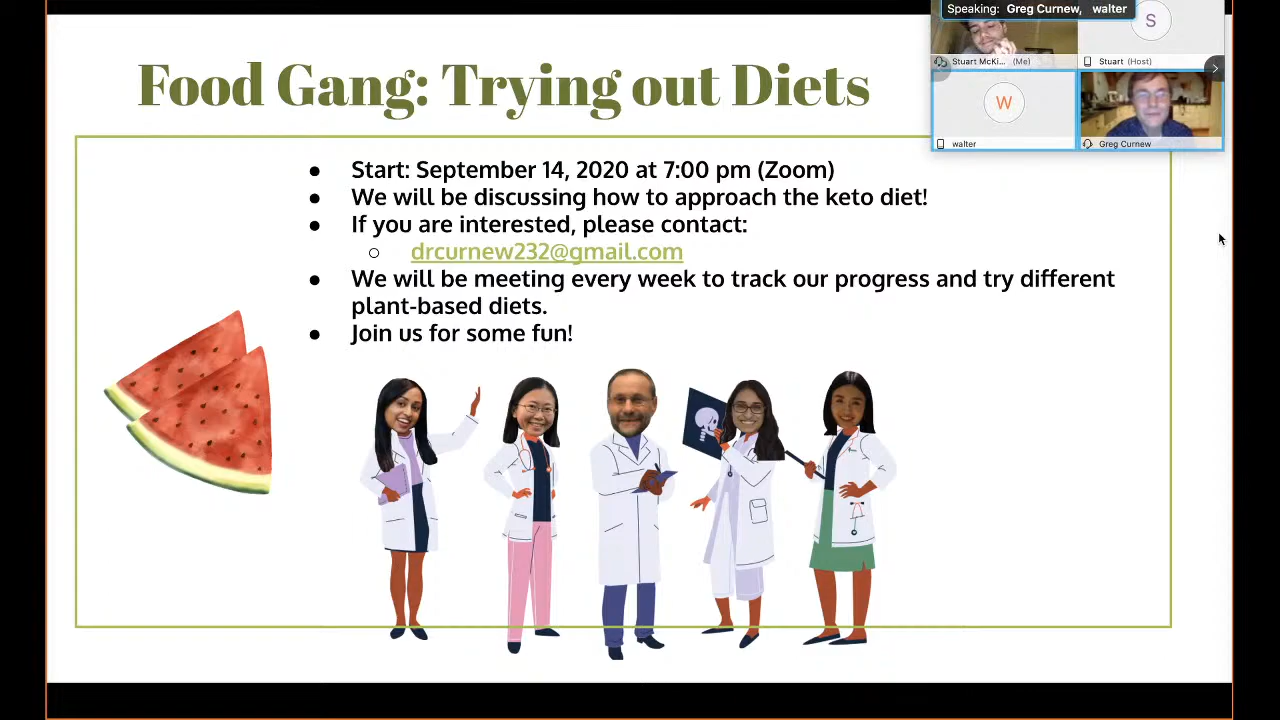 Speaking: Greg Curnew, walter
S
Stuart McKi... (Me)
Stuart (Host)
W
walter
Greg Curnew
Food Gang: Trying out Diets
● Start: September 14, 2020 at 7:00 pm (Zoom)
● We will be discussing how to approach the keto diet!
● If you are interested, please contact:
○ drcurnew232@gmail.com
● We will be meeting every week to track our progress and try different
plant-based diets.
● Join us for some fun!